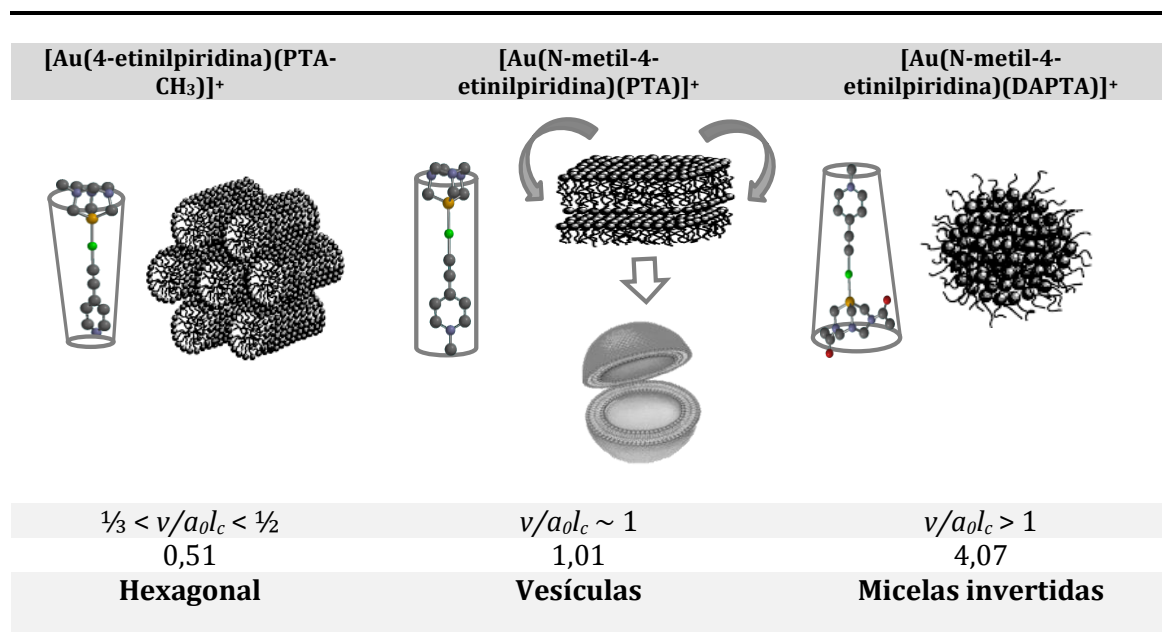 [Au(4-etinilpiridina)(PTA-
CH₃)]⁺
[Au(N-metil-4-
etinilpiridina)(PTA)]⁺
[Au(N-metil-4-
etinilpiridina)(DAPTA)]⁺
⅓ < v/a₀l꜀ < ½
v/a₀l꜀ ~ 1
v/a₀l꜀ > 1
0,51
1,01
4,07
Hexagonal
Vesículas
Micelas invertidas